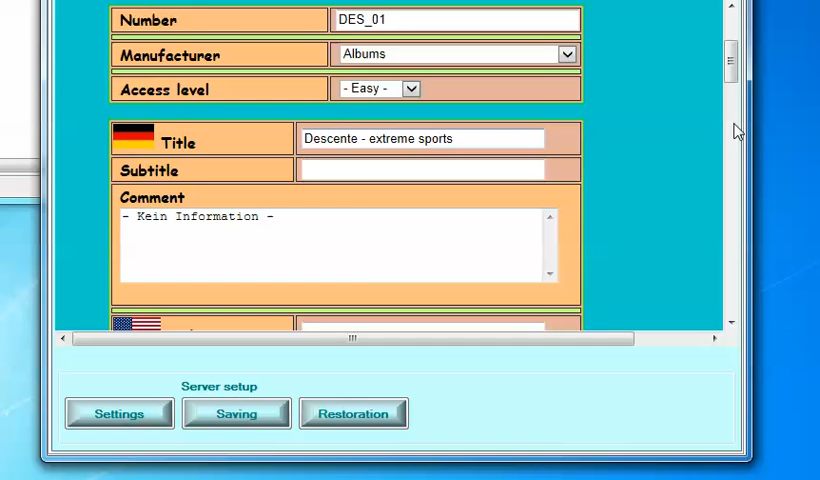 Number DES_01
Manufacturer Albums
Access level - Easy -
Title Descente - extreme sports
Subtitle
Comment
- Kein Information -
Server setup
Settings Saving Restoration